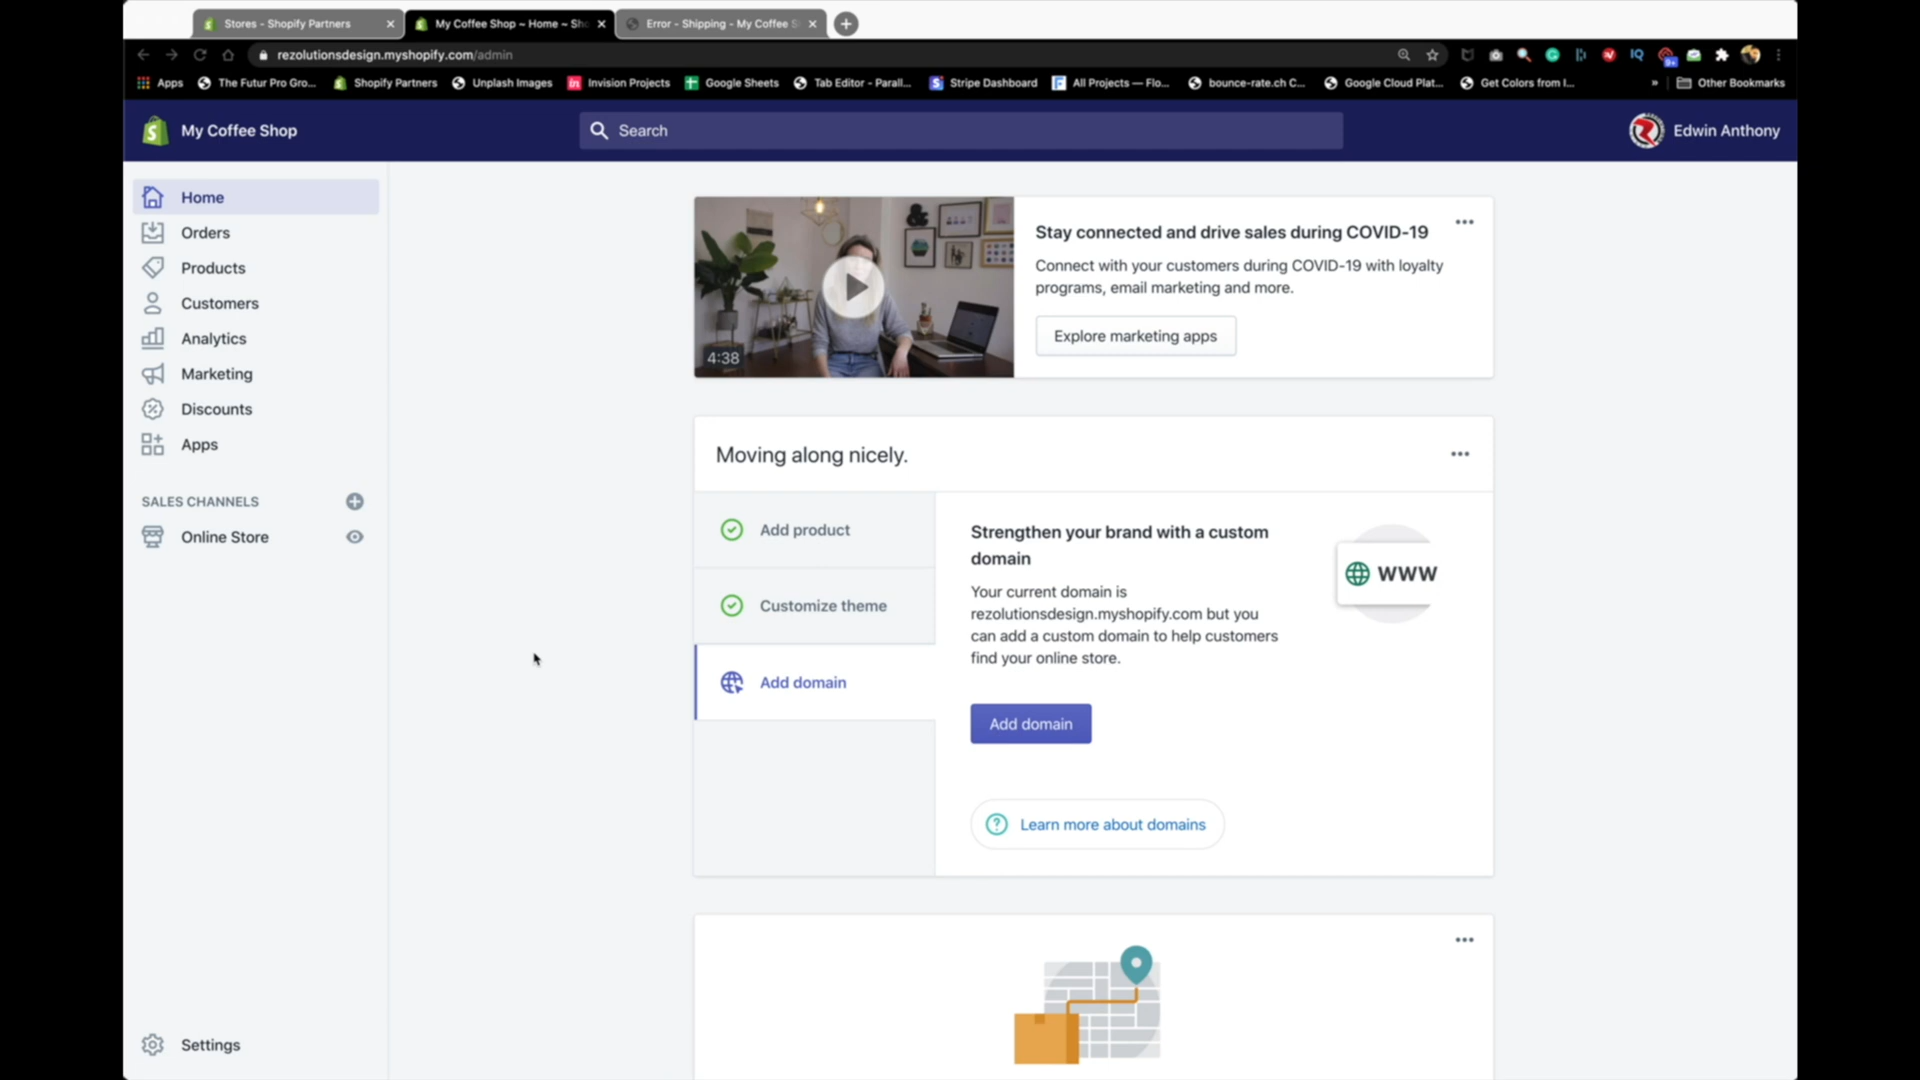 Stores - Shopify Partners
My Coffee Shop ~ Home ~ Sho
Error - Shipping - My Coffee S
rezolutionsdesign.myshopify.com/admin
Apps
The Futur Pro Gro...
Shopify Partners
Unplash Images
Invision Projects
Google Sheets
Tab Editor - Parall...
Stripe Dashboard
All Projects — Flo...
bounce-rate.ch C...
Google Cloud Plat...
Get Colors from I...
»
Other Bookmarks
My Coffee Shop
Search
Edwin Anthony
Home
Orders
Products
Customers
Analytics
Marketing
Discounts
Apps
SALES CHANNELS
Online Store
Settings
4:38
Stay connected and drive sales during COVID-19
Connect with your customers during COVID-19 with loyalty
programs, email marketing and more.
Explore marketing apps
Moving along nicely.
Add product
Customize theme
Add domain
Strengthen your brand with a custom
domain
Your current domain is
rezolutionsdesign.myshopify.com but you
can add a custom domain to help customers
find your online store.
WWW
Add domain
Learn more about domains